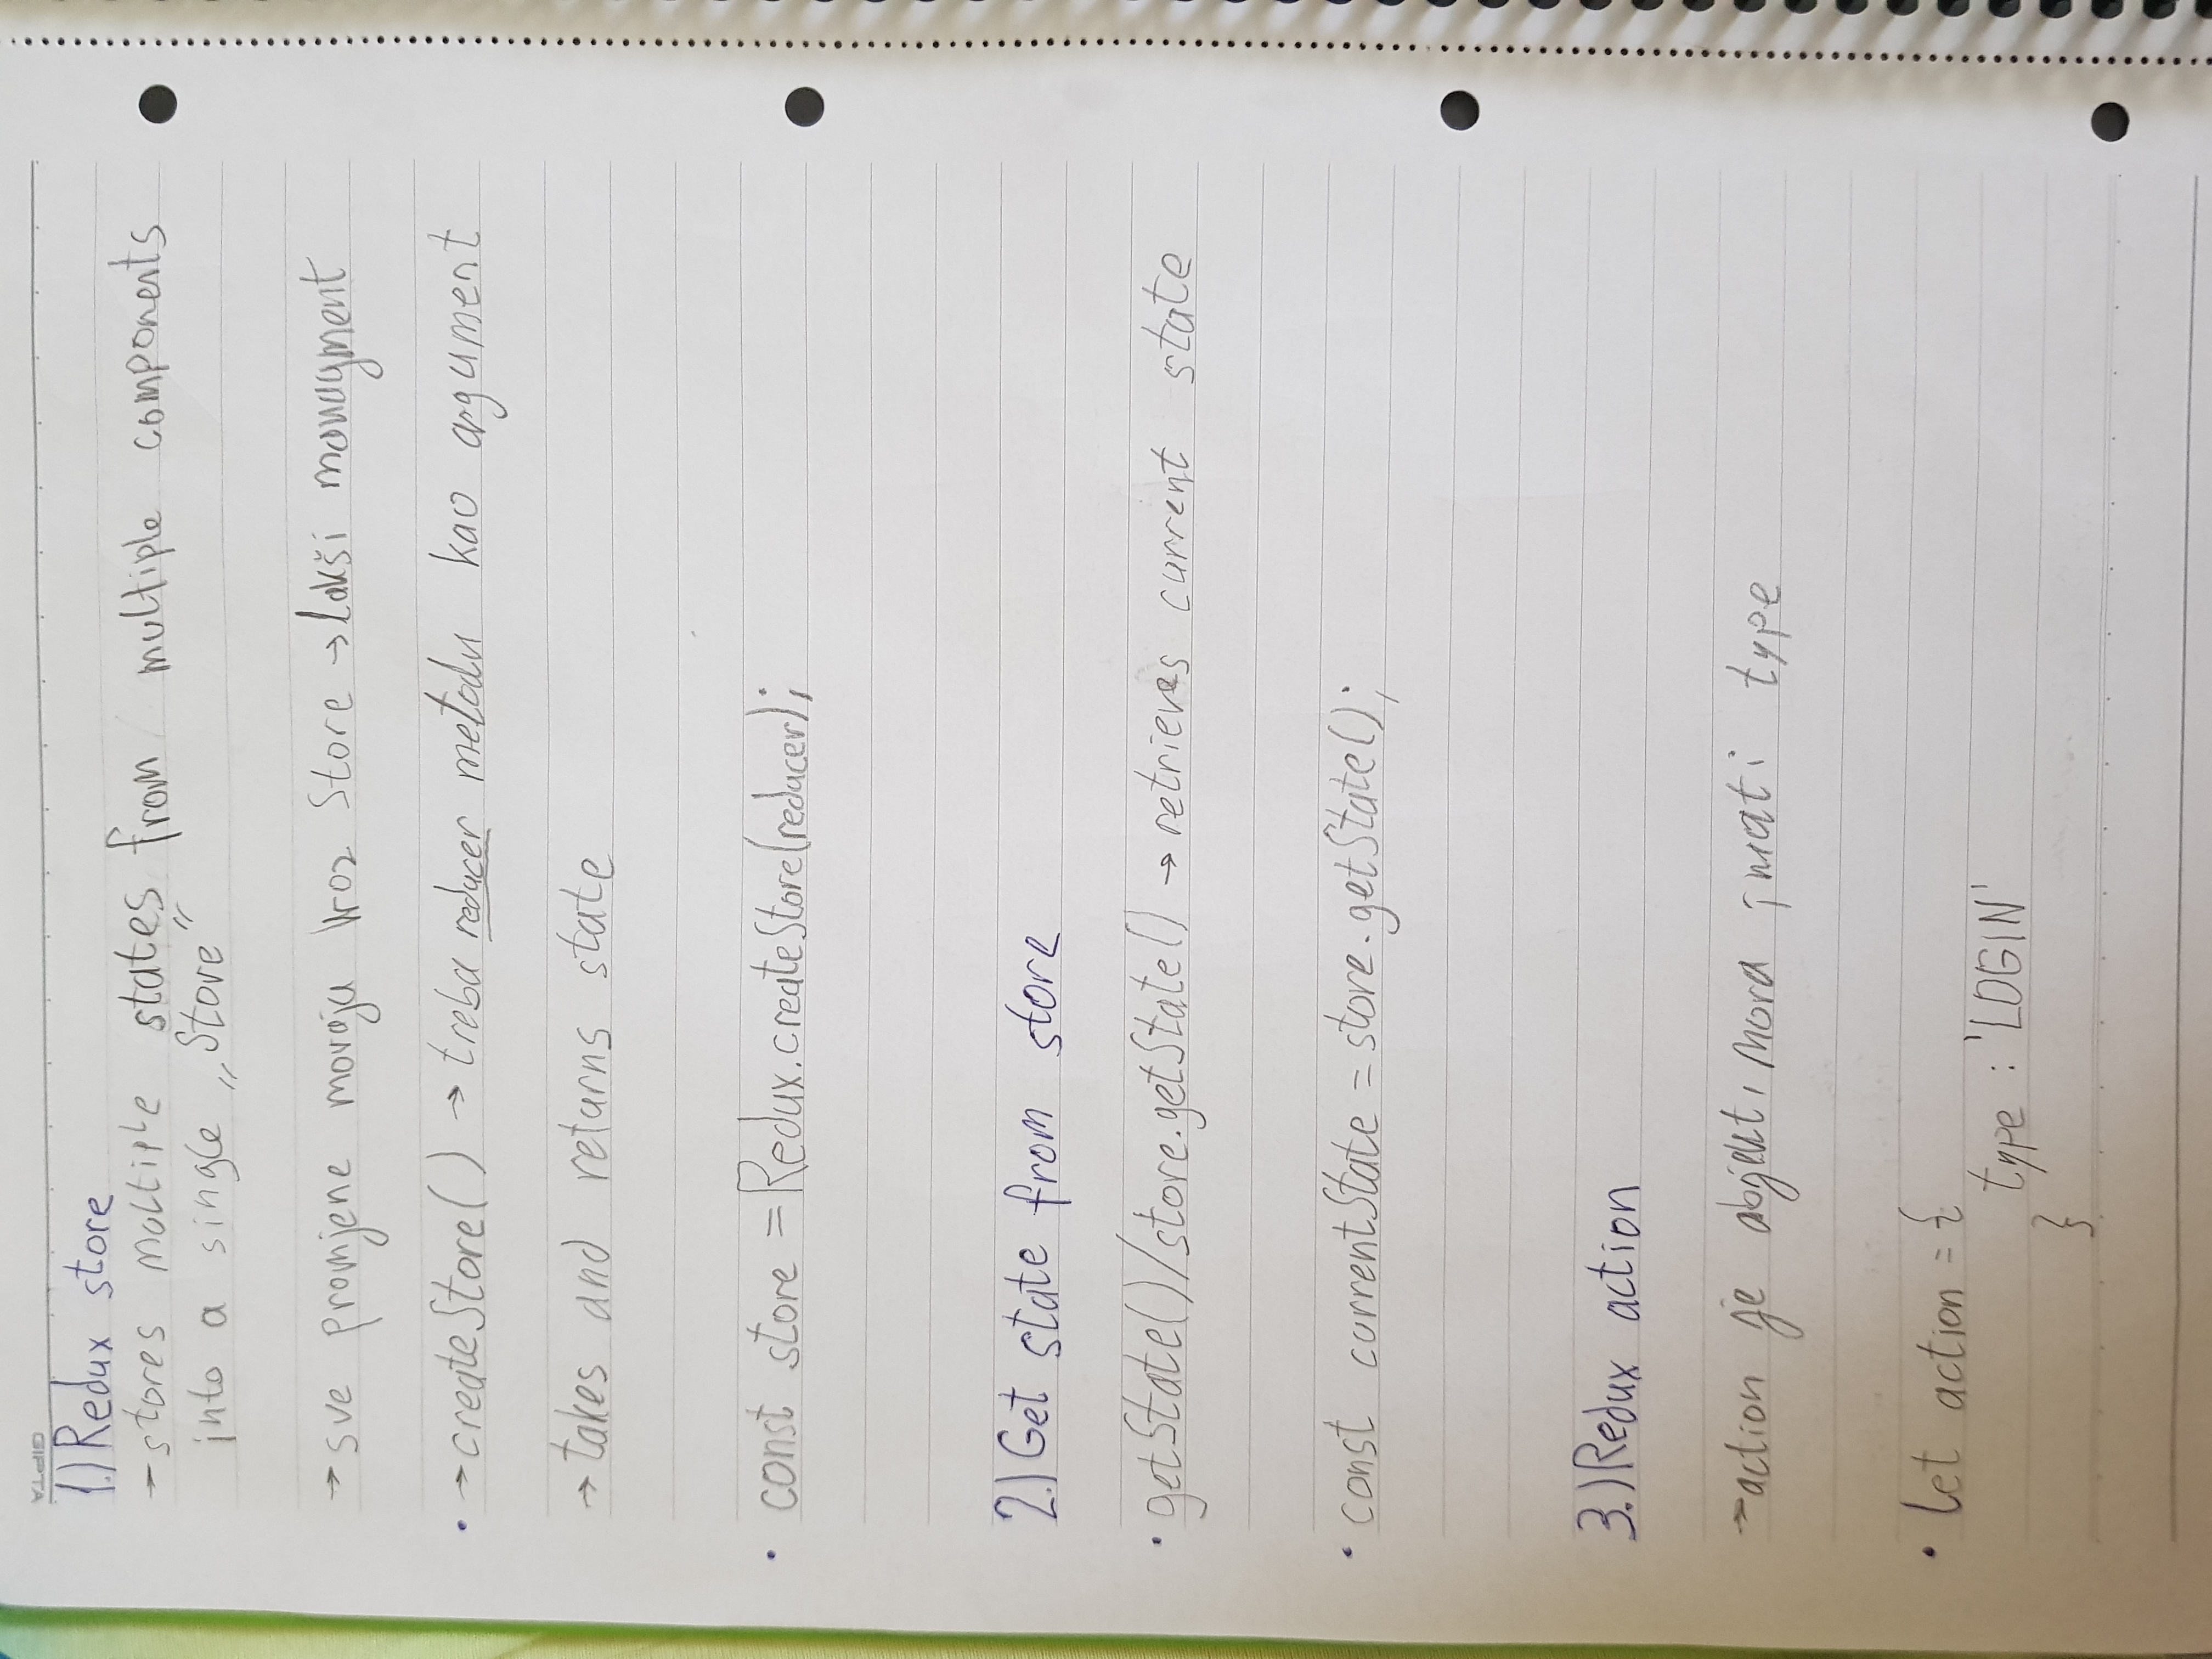 GIPTA
1.) Redux store
→ stores multiple states from multiple components
into a single „Store”
→ sve promjene moraju kroz Store → lakši managment
• → createStore() → treba reducer metodu kao argument
→ takes and returns state
• const store = Redux.createStore(reducer);
2.) Get state from store
• getState()/store.getState() → retrieves current state
• const currentState = store.getState();
3.) Redux action
→ action je objekt, mora imati type
• let action = {
type : 'LOGIN'
}